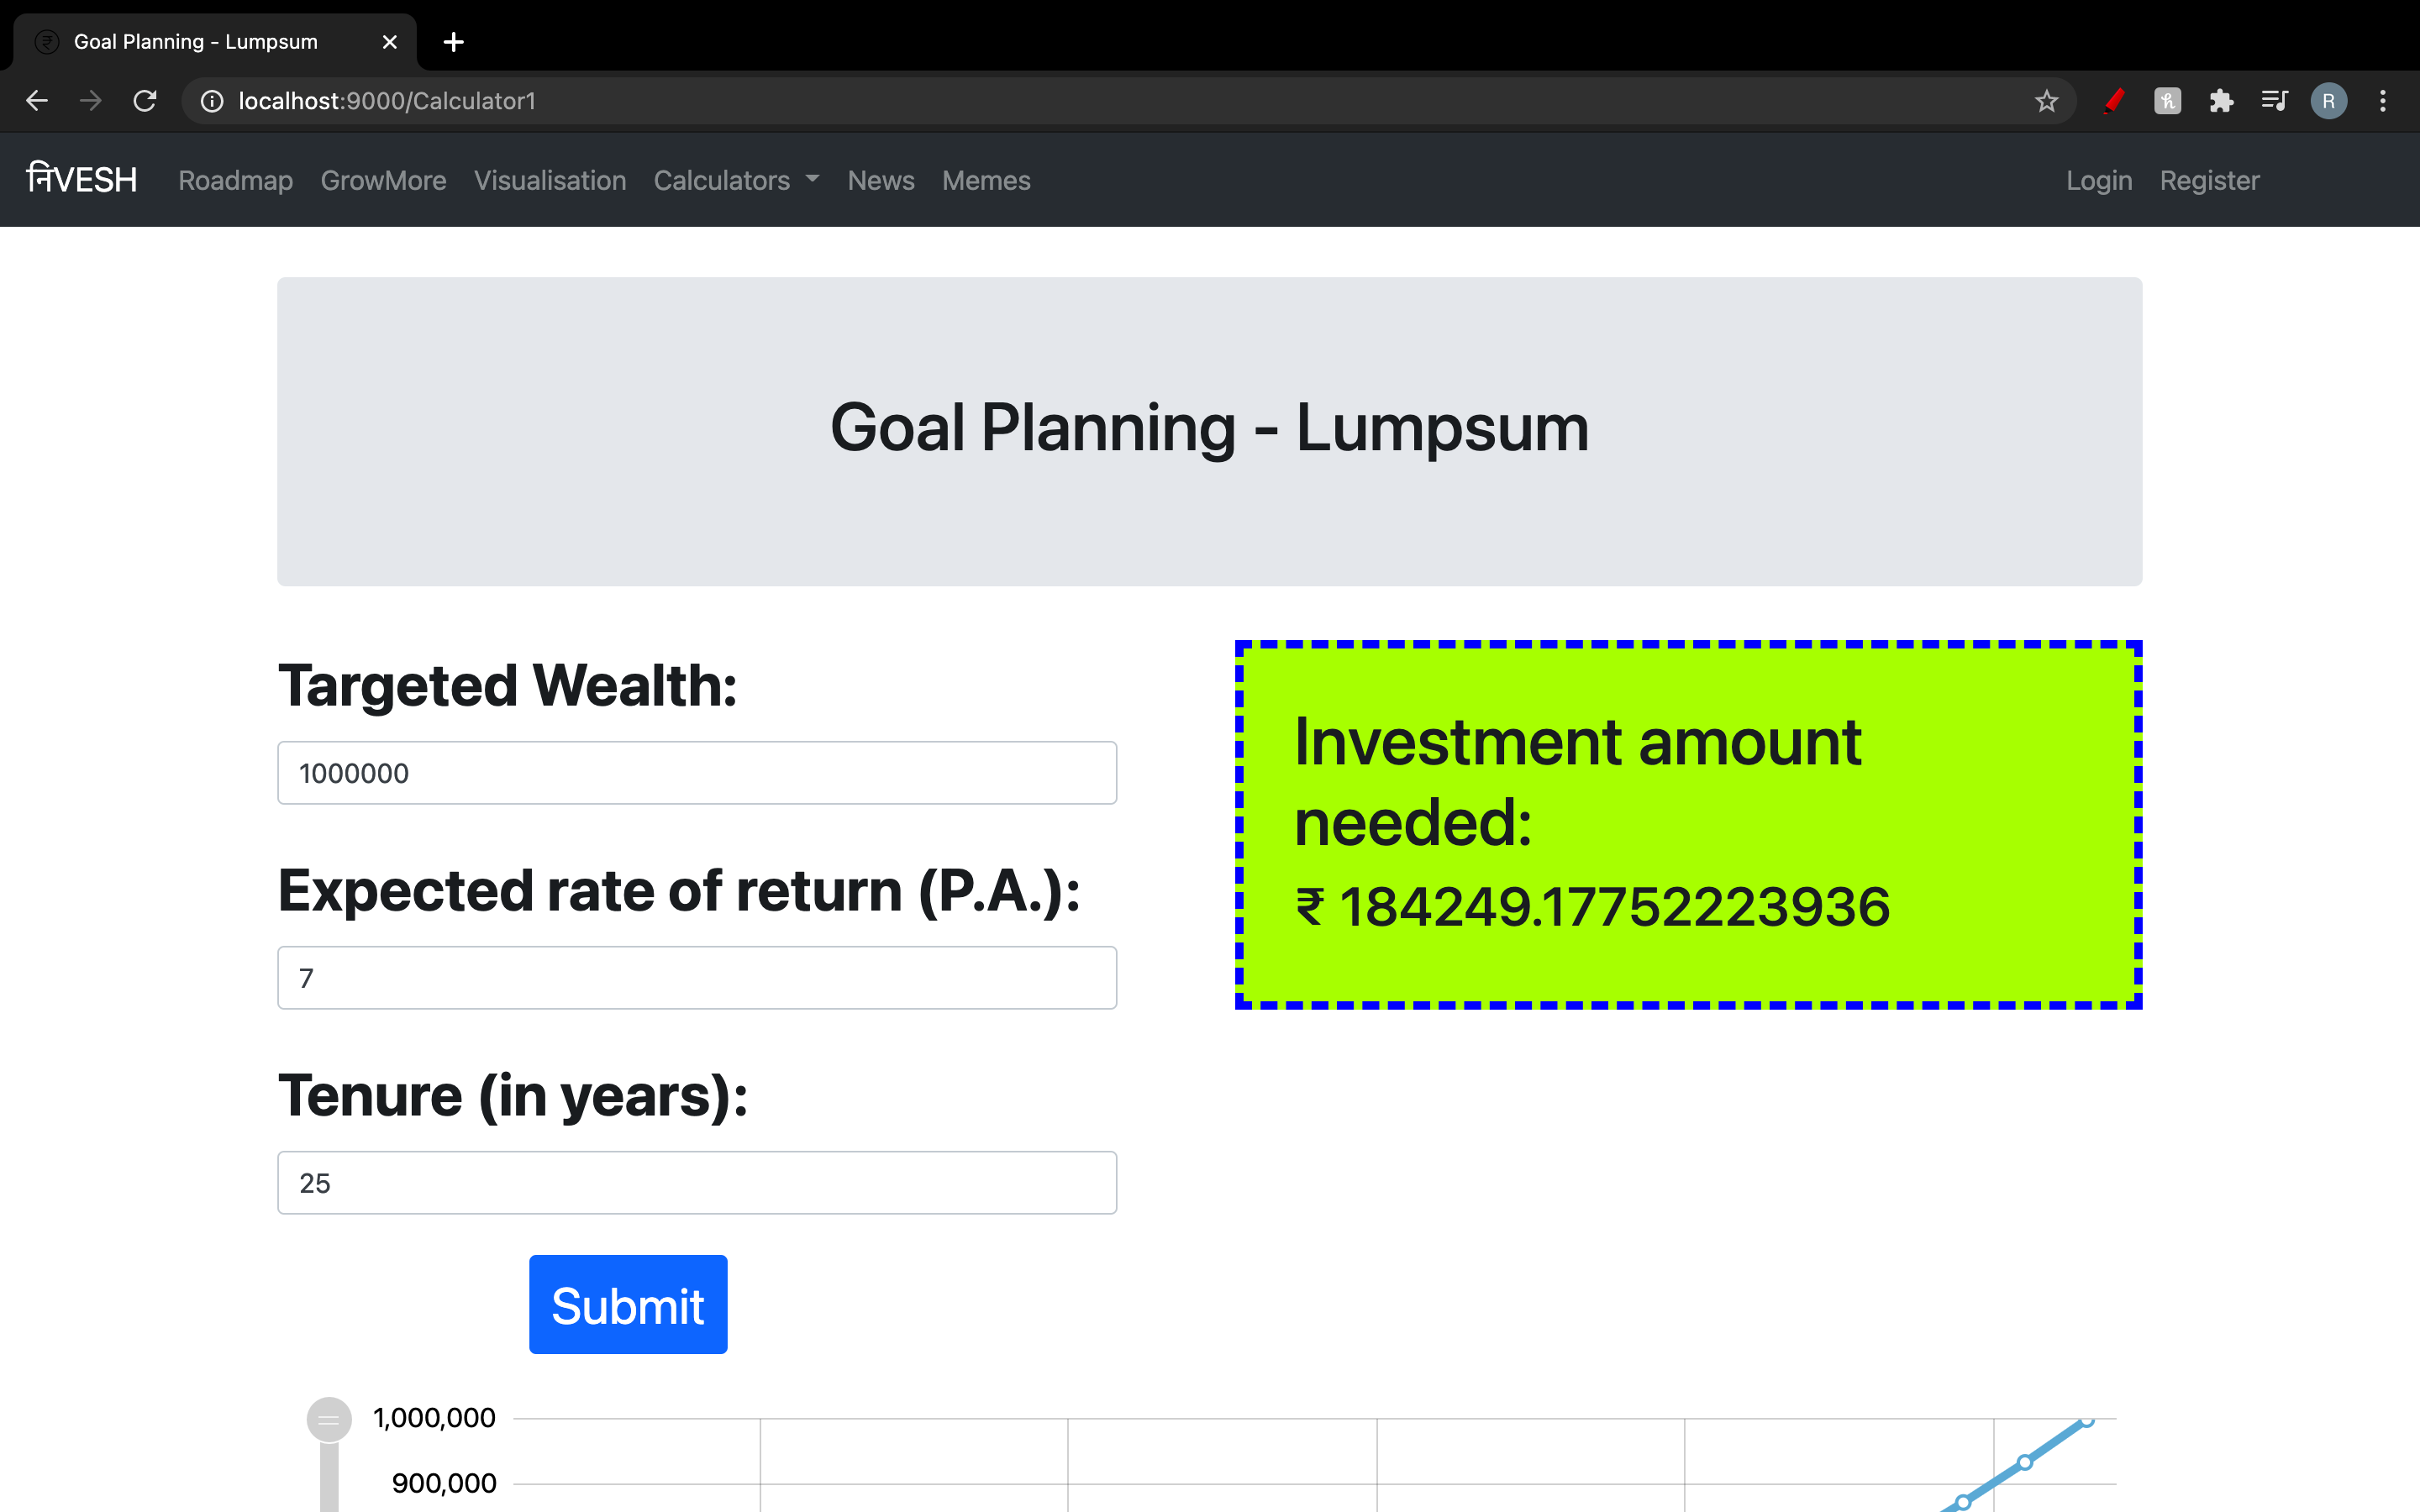 Goal Planning - Lumpsum
localhost:9000/Calculator1
R
निVESH Roadmap GrowMore Visualisation Calculators News Memes Login Register
Goal Planning - Lumpsum
Targeted Wealth:
1000000
Expected rate of return (P.A.):
7
Tenure (in years):
25
Submit
Investment amount
needed:
₹ 184249.17752223936
1,000,000
900,000